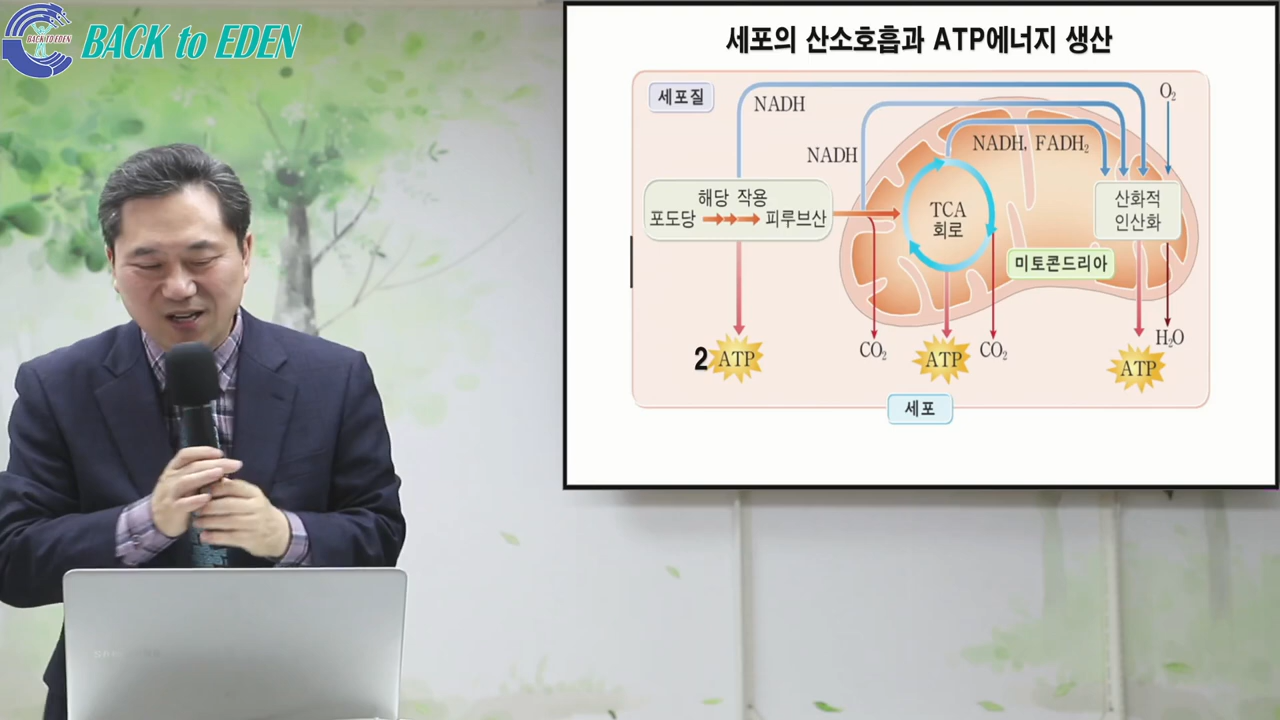 BACK TO EDEN
BACK to EDEN
세포의 산소호흡과 ATP에너지 생산
세포질
NADH
O₂
NADH
NADH, FADH₂
해당 작용
포도당 피루브산
TCA
회로
산화적
인산화
미토콘드리아
CO₂
CO₂
H₂O
2 ATP
ATP
ATP
세포